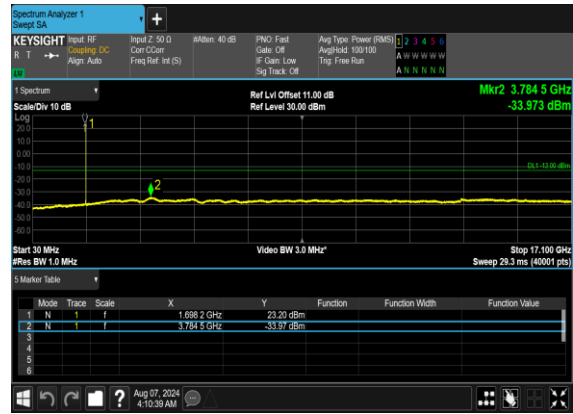 Spectrum Analyzer 1
Swept SA
+
KEYSIGHT Input: RF Input Z: 50 Ω #Atten: 40 dB PNO: Fast Avg Type: Power (RMS) 1 2 3 4 5 6
R T Coupling: DC Corr CCorr Gate: Off Avg|Hold: 100/100 A W W W W W
Align: Auto Freq Ref: Int (S) IF Gain: Low Trig: Free Run
LW Sig Track: Off A N N N N N
1 Spectrum Ref Lvl Offset 11.00 dB Mkr2 3.784 5 GHz
Scale/Div 10 dB Ref Level 30.00 dBm -33.973 dBm
Log
20.0 1
10.0
0.00
-10.0 DL1 -13.00 dBm
-20.0
-30.0 2
-40.0
-50.0
-60.0
Start 30 MHz Video BW 3.0 MHz* Stop 17.100 GHz
#Res BW 1.0 MHz Sweep 29.3 ms (40001 pts)
5 Marker Table
Mode Trace Scale X Y Function Function Width Function Value
1 N 1 f 1.698 2 GHz 23.20 dBm
2 N 1 f 3.784 5 GHz -33.97 dBm
3
4
5
6
? Aug 07, 2024
4:10:39 AM